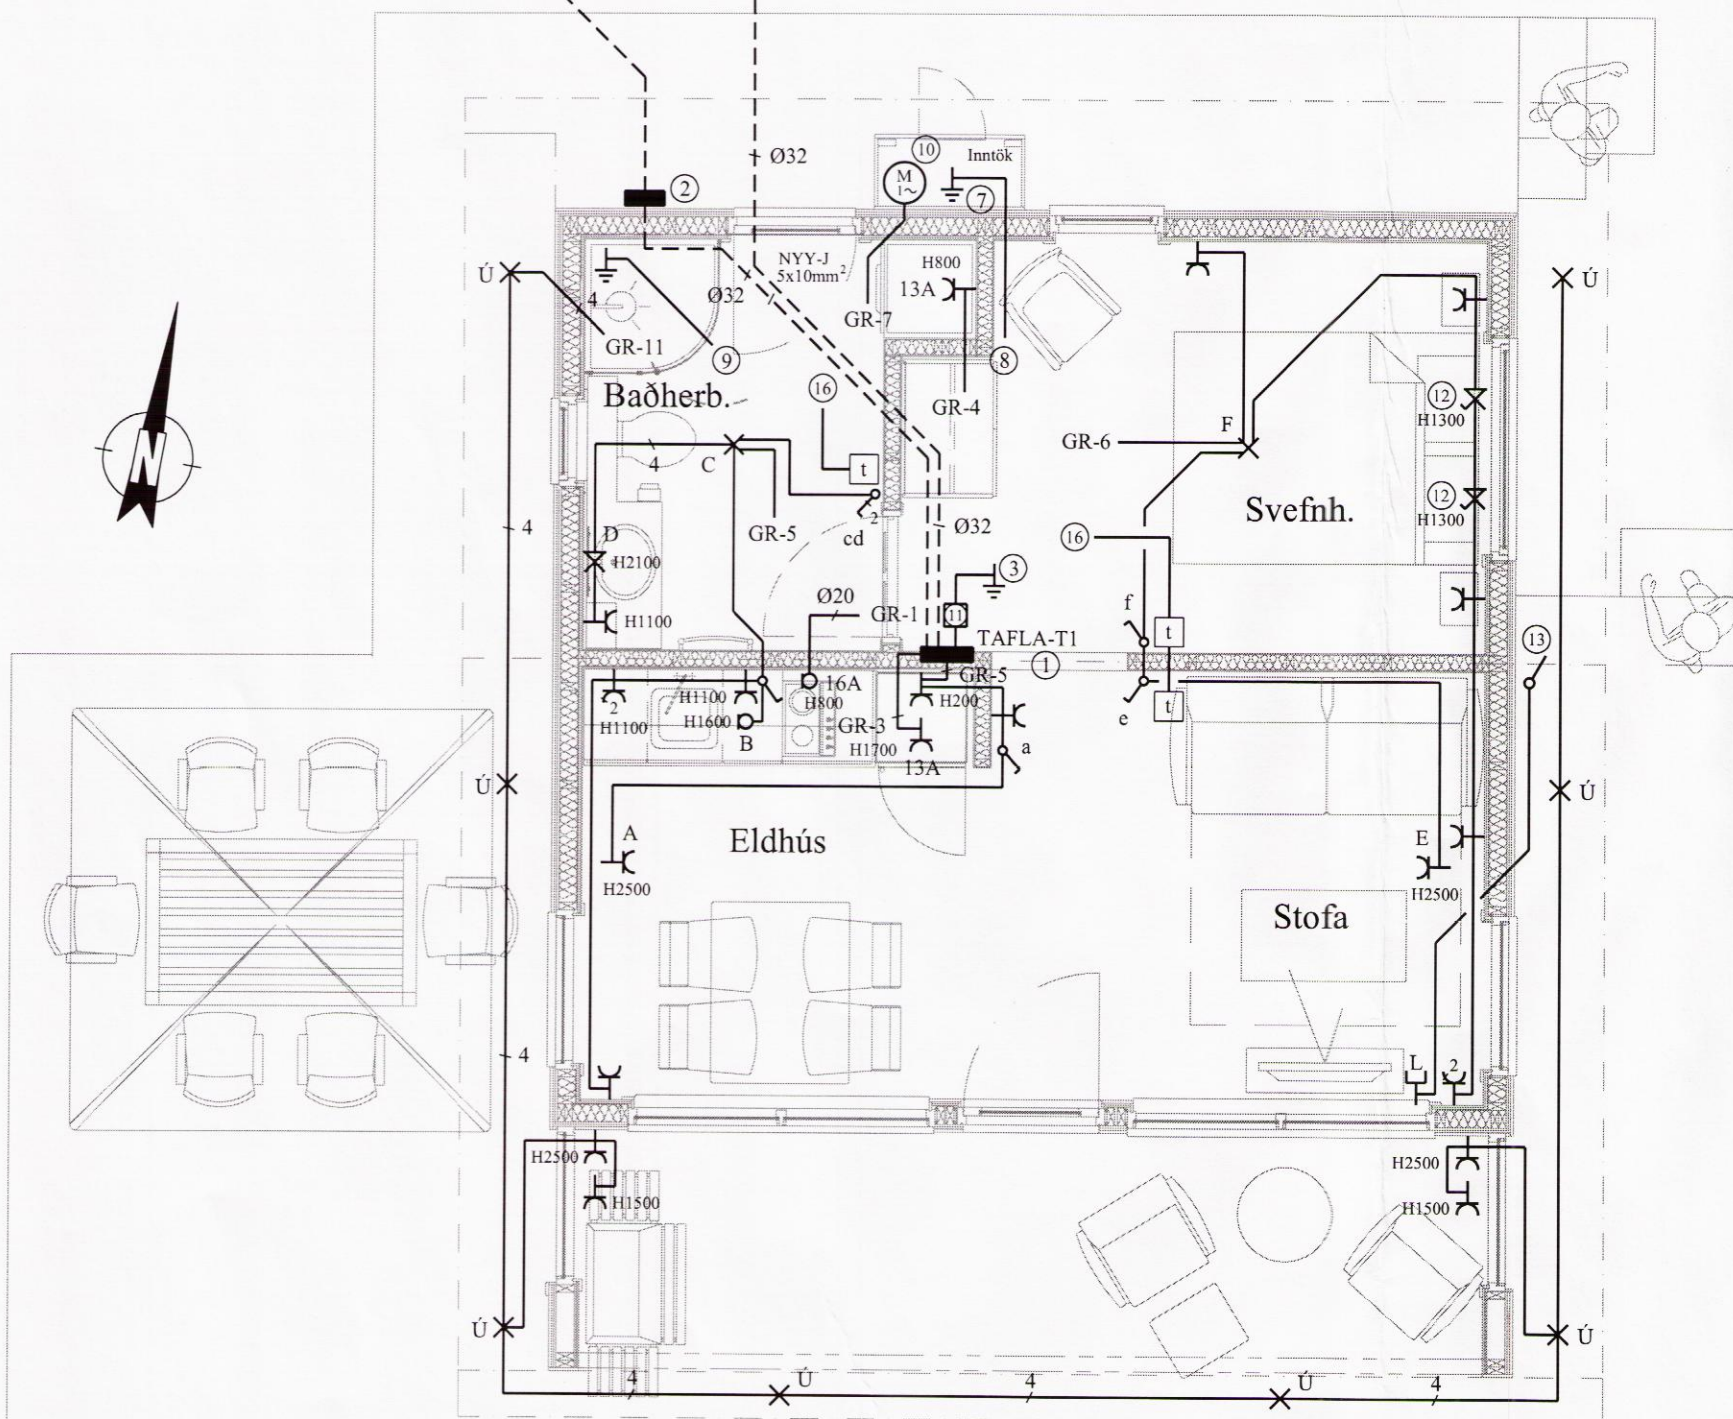 Ø32
10
Inntök
M
1~
2
7
NYY-J
5x10mm²
H800
13A
Ú
Ú
4
Ø32
GR-7
GR-11
9
8
Baðherb.
16
GR-4
12
H1300
F
GR-6
4
C
t
12
H1300
Svefnh.
2
4
GR-5
cd
Ø32
16
D
H2100
3
Ø20
GR-1
11
f
H1100
TAFLA-T1
t
13
1
GR-5
16A
H1100
H800
H200
2
H1100
H1600
B
GR-3
e
t
H1700
a
13A
Ú
Ú
A
Eldhús
E
H2500
H2500
Stofa
4
L
2
H2500
H2500
H1500
H1500
Ú
Ú
4
Ú
4
Ú
4